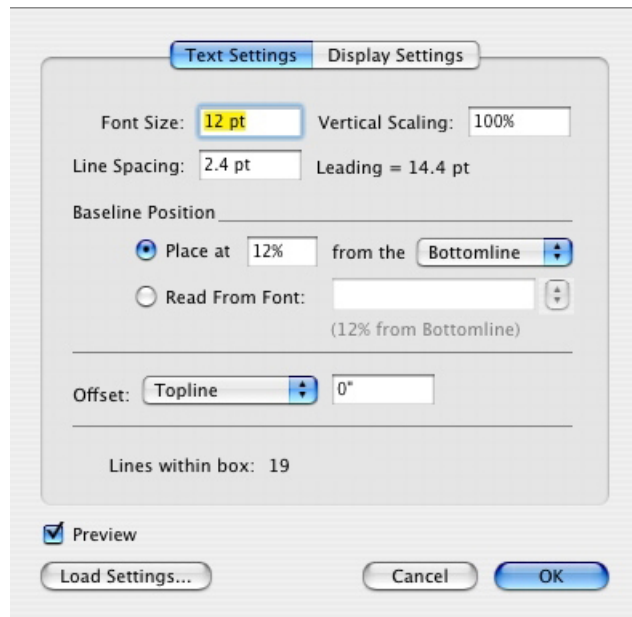 Text Settings Display Settings
Font Size: 12 pt Vertical Scaling: 100%
Line Spacing: 2.4 pt Leading = 14.4 pt
Baseline Position
Place at 12% from the Bottomline
Read From Font:
(12% from Bottomline)
Offset: Topline 0"
Lines within box: 19
Preview
Load Settings... Cancel OK